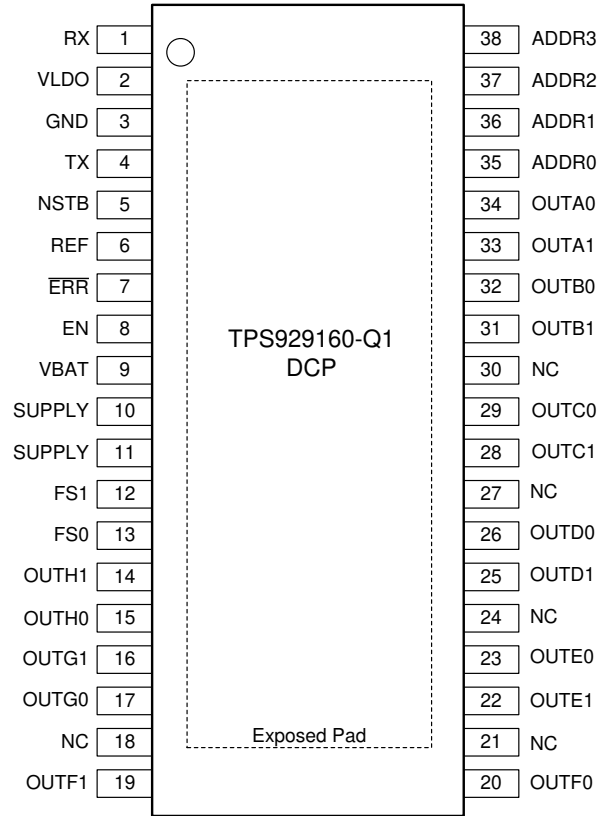 RX 1 38 ADDR3
VLDO 2 37 ADDR2
GND 3 36 ADDR1
TX 4 35 ADDR0
NSTB 5 34 OUTA0
REF 6 33 OUTA1
ERR 7 32 OUTB0
EN 8 31 OUTB1
TPS929160-Q1
DCP
VBAT 9 30 NC
SUPPLY 10 29 OUTC0
SUPPLY 11 28 OUTC1
FS1 12 27 NC
FS0 13 26 OUTD0
OUTH1 14 25 OUTD1
OUTH0 15 24 NC
OUTG1 16 23 OUTE0
OUTG0 17 22 OUTE1
NC 18 Exposed Pad 21 NC
OUTF1 19 20 OUTF0